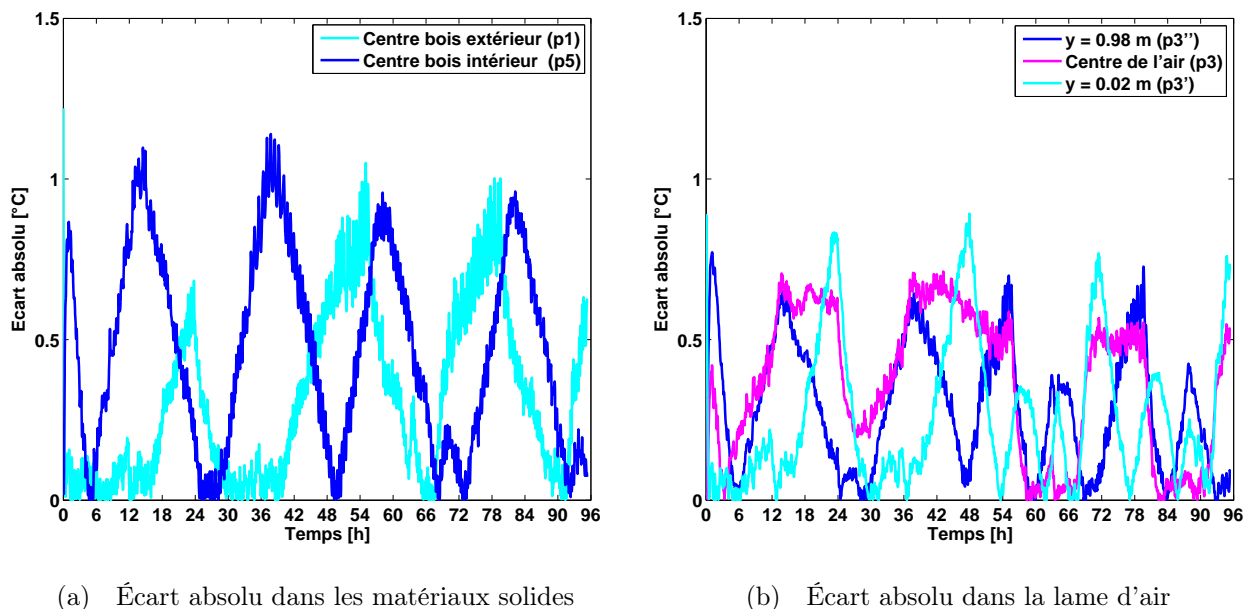 1.5
1
0.5
0
Ecart absolu [°C]
0 6 12 18 24 30 36 42 48 54 60 66 72 78 84 90 96
Temps [h]
Centre bois extérieur (p1)
Centre bois intérieur (p5)
(a) Écart absolu dans les matériaux solides
1.5
1
0.5
0
Ecart absolu [°C]
0 6 12 18 24 30 36 42 48 54 60 66 72 78 84 90 96
Temps [h]
y = 0.98 m (p3'')
Centre de l'air (p3)
y = 0.02 m (p3')
(b) Écart absolu dans la lame d'air